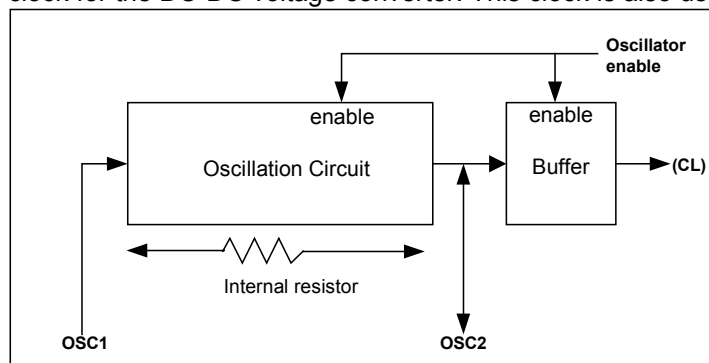 clock for the DC-DC voltage converter. This clock is also us
Oscillator
enable
enable
enable
Oscillation Circuit
Buffer
(CL)
Internal resistor
OSC1
OSC2